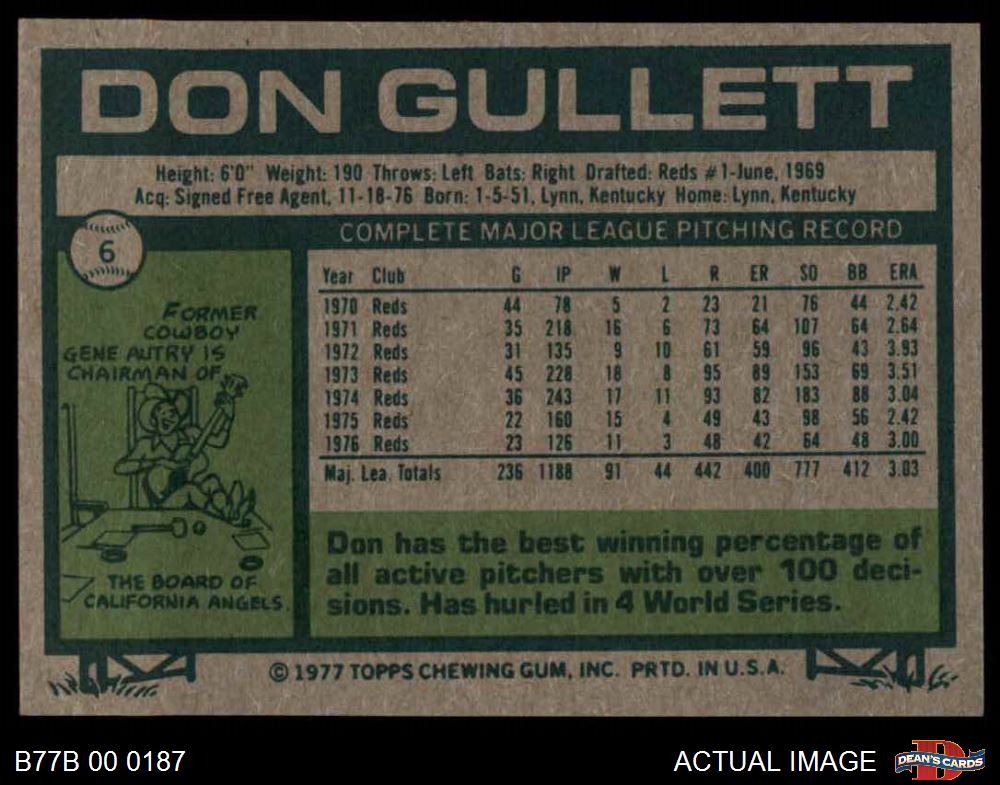 DON GULLETT
Height: 6'0" Weight: 190 Throws: Left Bats: Right Drafted: Reds #1-June, 1969
Acq: Signed Free Agent, 11-18-76 Born: 1-5-51, Lynn, Kentucky Home: Lynn, Kentucky
6
COMPLETE MAJOR LEAGUE PITCHING RECORD
Year Club G IP W L R ER SO BB ERA
1970 Reds 44 78 5 2 23 21 76 44 2.42
1971 Reds 35 218 16 6 73 64 107 64 2.64
1972 Reds 31 135 9 10 61 59 96 43 3.93
1973 Reds 45 228 18 8 95 89 153 69 3.51
1974 Reds 36 243 17 11 93 82 183 88 3.04
1975 Reds 22 160 15 4 49 43 98 56 2.42
1976 Reds 23 126 11 3 48 42 64 48 3.00
Maj. Lea. Totals 236 1188 91 44 442 400 777 412 3.03
FORMER
COWBOY
GENE AUTRY IS
CHAIRMAN OF
THE BOARD OF
CALIFORNIA ANGELS.
Don has the best winning percentage of
all active pitchers with over 100 deci-
sions. Has hurled in 4 World Series.
© 1977 TOPPS CHEWING GUM, INC. PRTD. IN U.S.A.
B77B 00 0187
ACTUAL IMAGE
D
DEAN'S CARDS